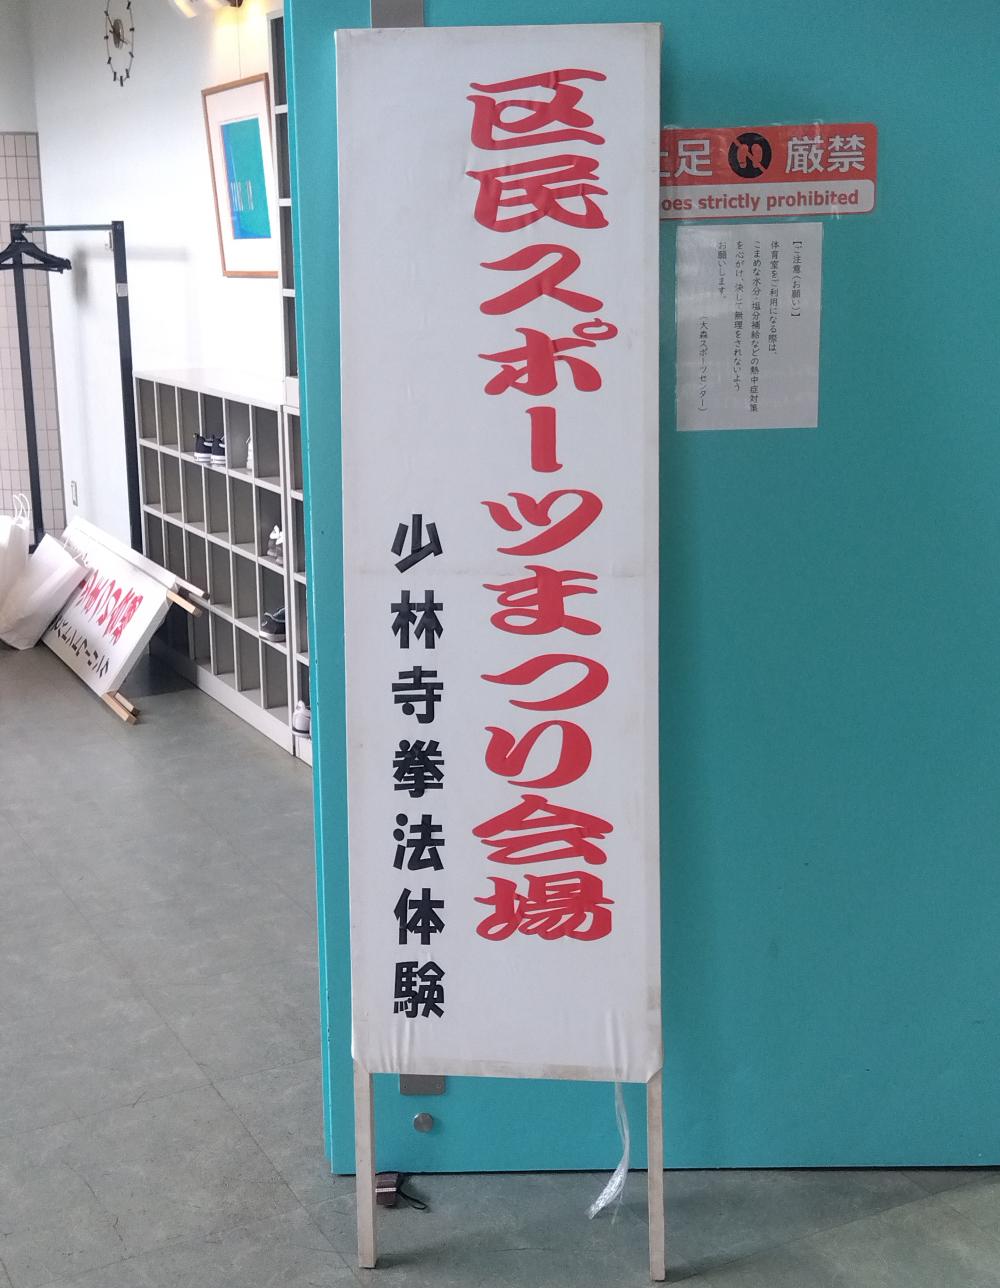 区民スポーツまつり会場
少林寺拳法体験
土足 厳禁
oes strictly prohibited
【ご注意(お願い)】
体育室をご利用になる際は、
こまめな水分・塩分補給などの熱中症対策
を心がけ、決して無理をされないよう
お願いします。
(大森スポーツセンター)